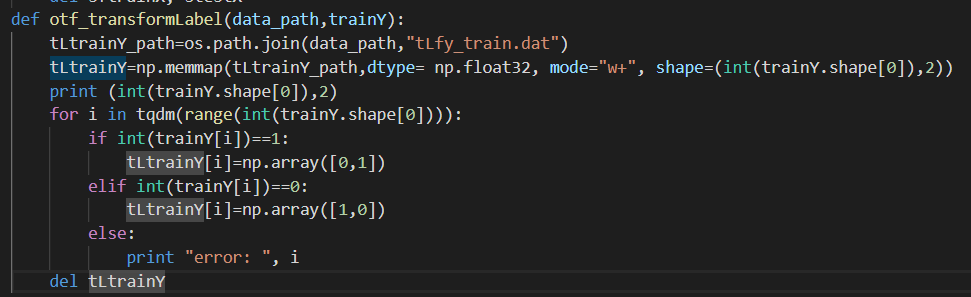 def otf_transformLabel(data_path,trainY):
    tLtrainY_path=os.path.join(data_path,"tLfy_train.dat")
    tLtrainY=np.memmap(tLtrainY_path,dtype= np.float32, mode="w+", shape=(int(trainY.shape[0]),2))
    print (int(trainY.shape[0]),2)
    for i in tqdm(range(int(trainY.shape[0]))):
        if int(trainY[i])==1:
            tLtrainY[i]=np.array([0,1])
        elif int(trainY[i])==0:
            tLtrainY[i]=np.array([1,0])
        else:
            print "error: ", i
    del tLtrainY